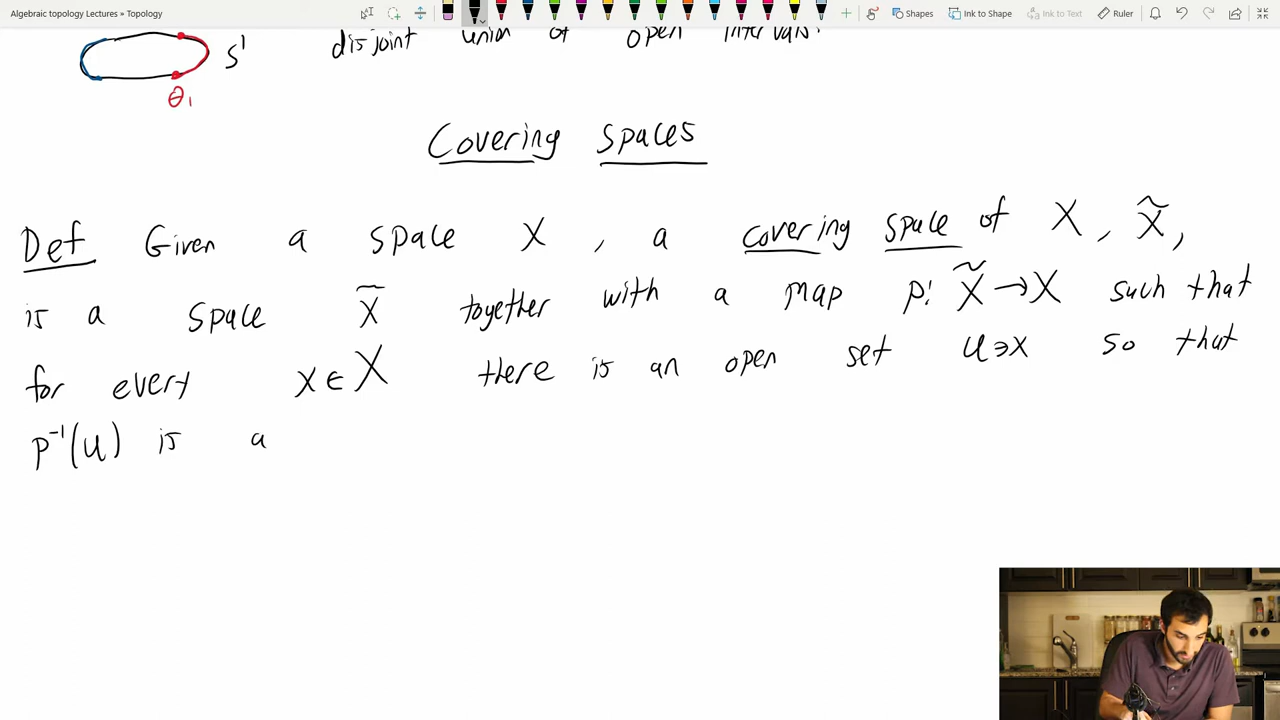 Algebraic topology Lectures » Topology
Shapes Ink to Shape Ink to Text Ruler
disjoint union of open intervals.
S¹
θ₁
Covering Spaces
Def Given a space X , a covering space of X, X̃,
is a space X̃ together with a map p: X̃→X such that
for every x∈X there is an open set U∋x so that
p⁻¹(U) is a